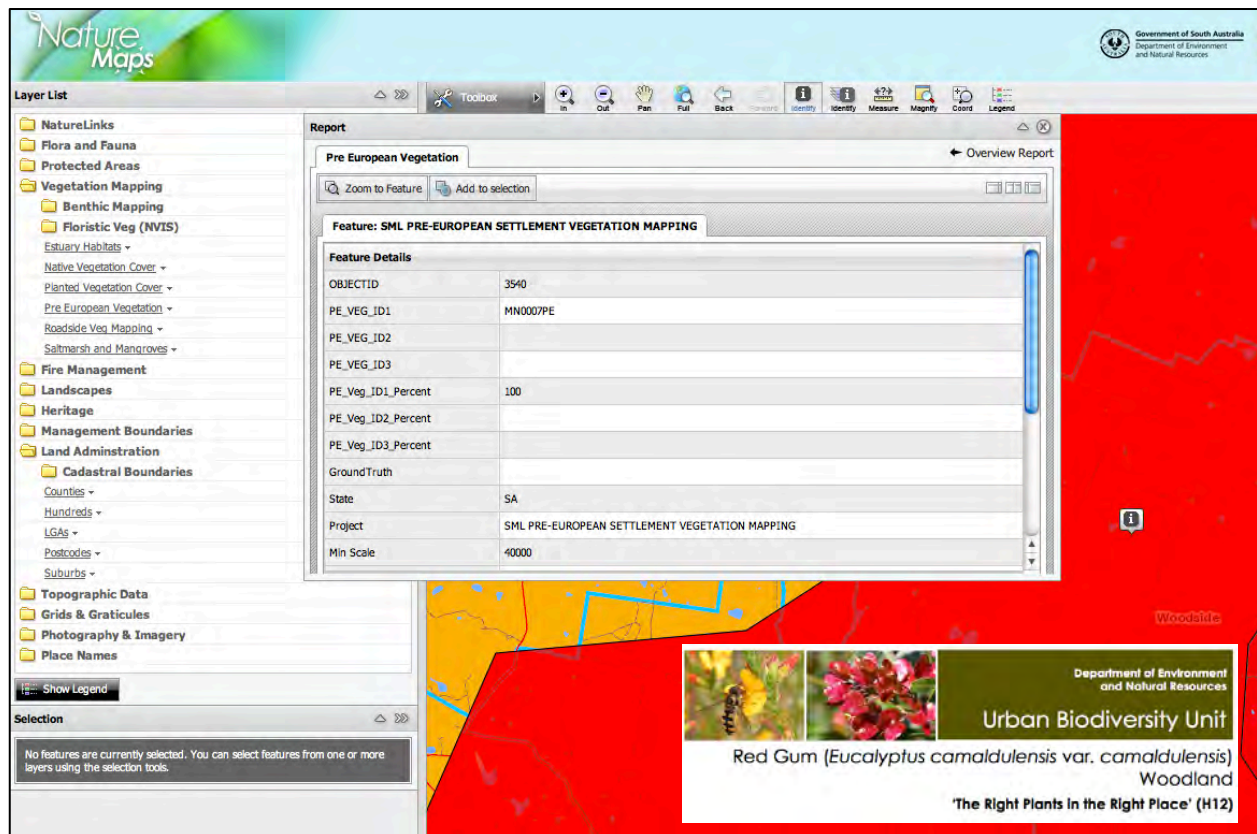 Nature
Maps
Government of South Australia
Department of Environment
and Natural Resources
Layer List
Toolbox
In
Out
Pan
Full
Back
Forward
Identify
Identify
Measure
Magnify
Coord
Legend
NatureLinks
Flora and Fauna
Protected Areas
Vegetation Mapping
Benthic Mapping
Floristic Veg (NVIS)
Estuary Habitats
Native Vegetation Cover
Planted Vegetation Cover
Pre European Vegetation
Roadside Veg Mapping
Saltmarsh and Mangroves
Fire Management
Landscapes
Heritage
Management Boundaries
Land Adminstration
Cadastral Boundaries
Counties
Hundreds
LGAs
Postcodes
Suburbs
Topographic Data
Grids & Graticules
Photography & Imagery
Place Names
Show Legend
Selection
No features are currently selected. You can select features from one or more
layers using the selection tools.
Report
Pre European Vegetation
Overview Report
Zoom to Feature
Add to selection
Feature: SML PRE-EUROPEAN SETTLEMENT VEGETATION MAPPING
Feature Details
OBJECTID 3540
PE_VEG_ID1 MN0007PE
PE_VEG_ID2
PE_VEG_ID3
PE_Veg_ID1_Percent 100
PE_Veg_ID2_Percent
PE_Veg_ID3_Percent
GroundTruth
State SA
Project SML PRE-EUROPEAN SETTLEMENT VEGETATION MAPPING
Min Scale 40000
Woodside
Department of Environment
and Natural Resources
Urban Biodiversity Unit
Red Gum (Eucalyptus camaldulensis var. camaldulensis)
Woodland
'The Right Plants in the Right Place' (H12)